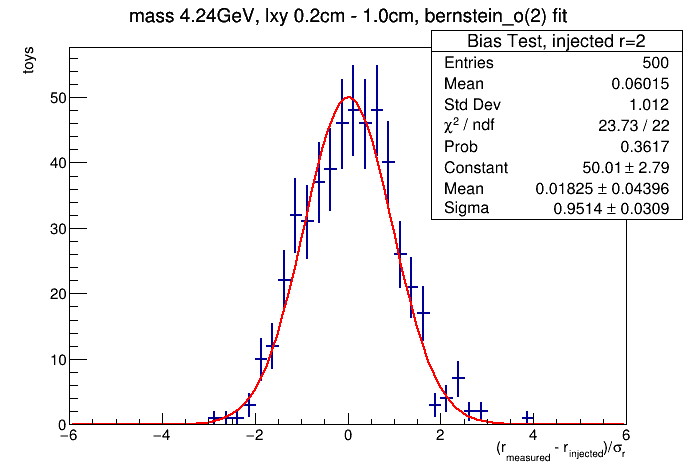 mass 4.24GeV, lxy 0.2cm - 1.0cm, bernstein_o(2) fit
Bias Test, injected r=2
Entries 500
Mean 0.06015
Std Dev 1.012
χ² / ndf 23.73 / 22
Prob 0.3617
Constant 50.01 ± 2.79
Mean 0.01825 ± 0.04396
Sigma 0.9514 ± 0.0309
toys
50
40
30
20
10
0
−6 −4 −2 0 2 4 6
(r_measured - r_injected)/σ_r